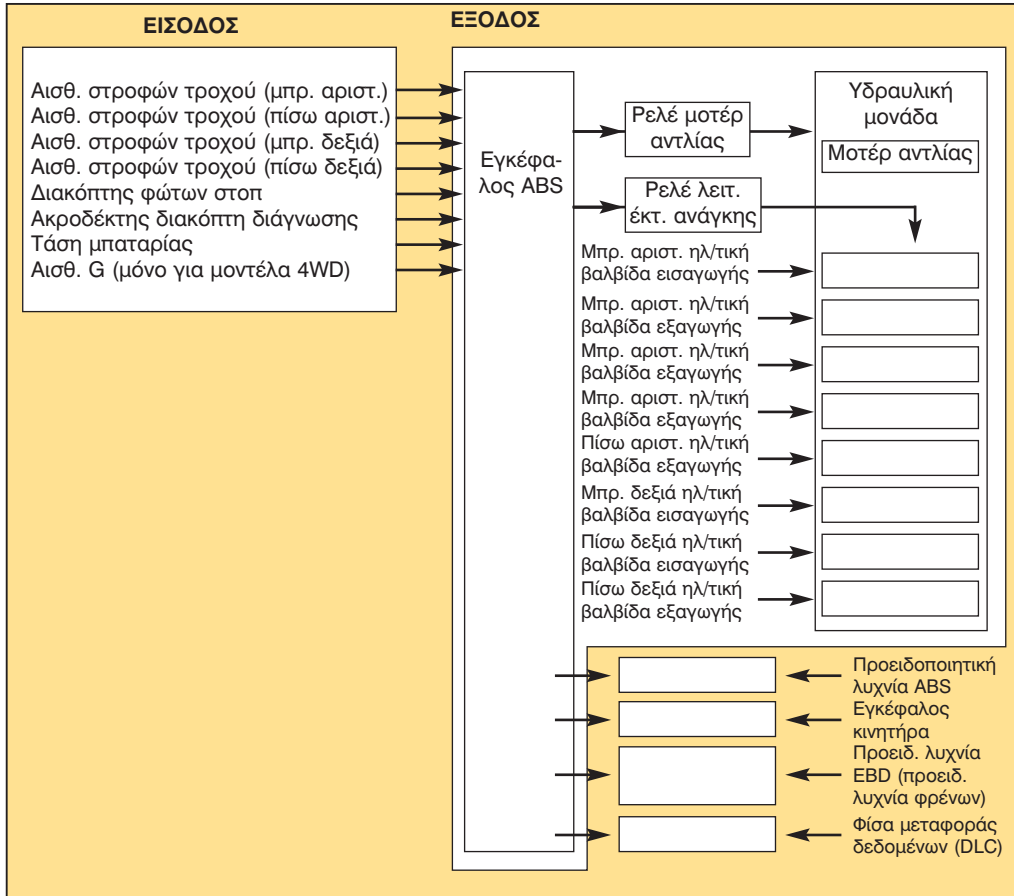 ΕΙΣΟΔΟΣ
ΕΞΟΔΟΣ
Αισθ. στροφών τροχού (μπρ. αριστ.)
Αισθ. στροφών τροχού (πίσω αριστ.)
Αισθ. στροφών τροχού (μπρ. δεξιά)
Αισθ. στροφών τροχού (πίσω δεξιά)
Διακόπτης φώτων στοπ
Ακροδέκτης διακόπτη διάγνωσης
Τάση μπαταρίας
Αισθ. G (μόνο για μοντέλα 4WD)
Εγκέφα-
λος ABS
Ρελέ μοτέρ
αντλίας
Ρελέ λειτ.
έκτ. ανάγκης
Υδραυλική
μονάδα
Μοτέρ αντλίας
Μπρ. αριστ. ηλ/τική
βαλβίδα εισαγωγής
Μπρ. αριστ. ηλ/τική
βαλβίδα εξαγωγής
Μπρ. αριστ. ηλ/τική
βαλβίδα εξαγωγής
Μπρ. αριστ. ηλ/τική
βαλβίδα εξαγωγής
Πίσω αριστ. ηλ/τική
βαλβίδα εξαγωγής
Μπρ. δεξιά ηλ/τική
βαλβίδα εισαγωγής
Πίσω δεξιά ηλ/τική
βαλβίδα εισαγωγής
Πίσω δεξιά ηλ/τική
βαλβίδα εξαγωγής
Προειδοποιητική
λυχνία ABS
Εγκέφαλος
κινητήρα
Προειδ. λυχνία
EBD (προειδ.
λυχνία φρένων)
Φίσα μεταφοράς
δεδομένων (DLC)